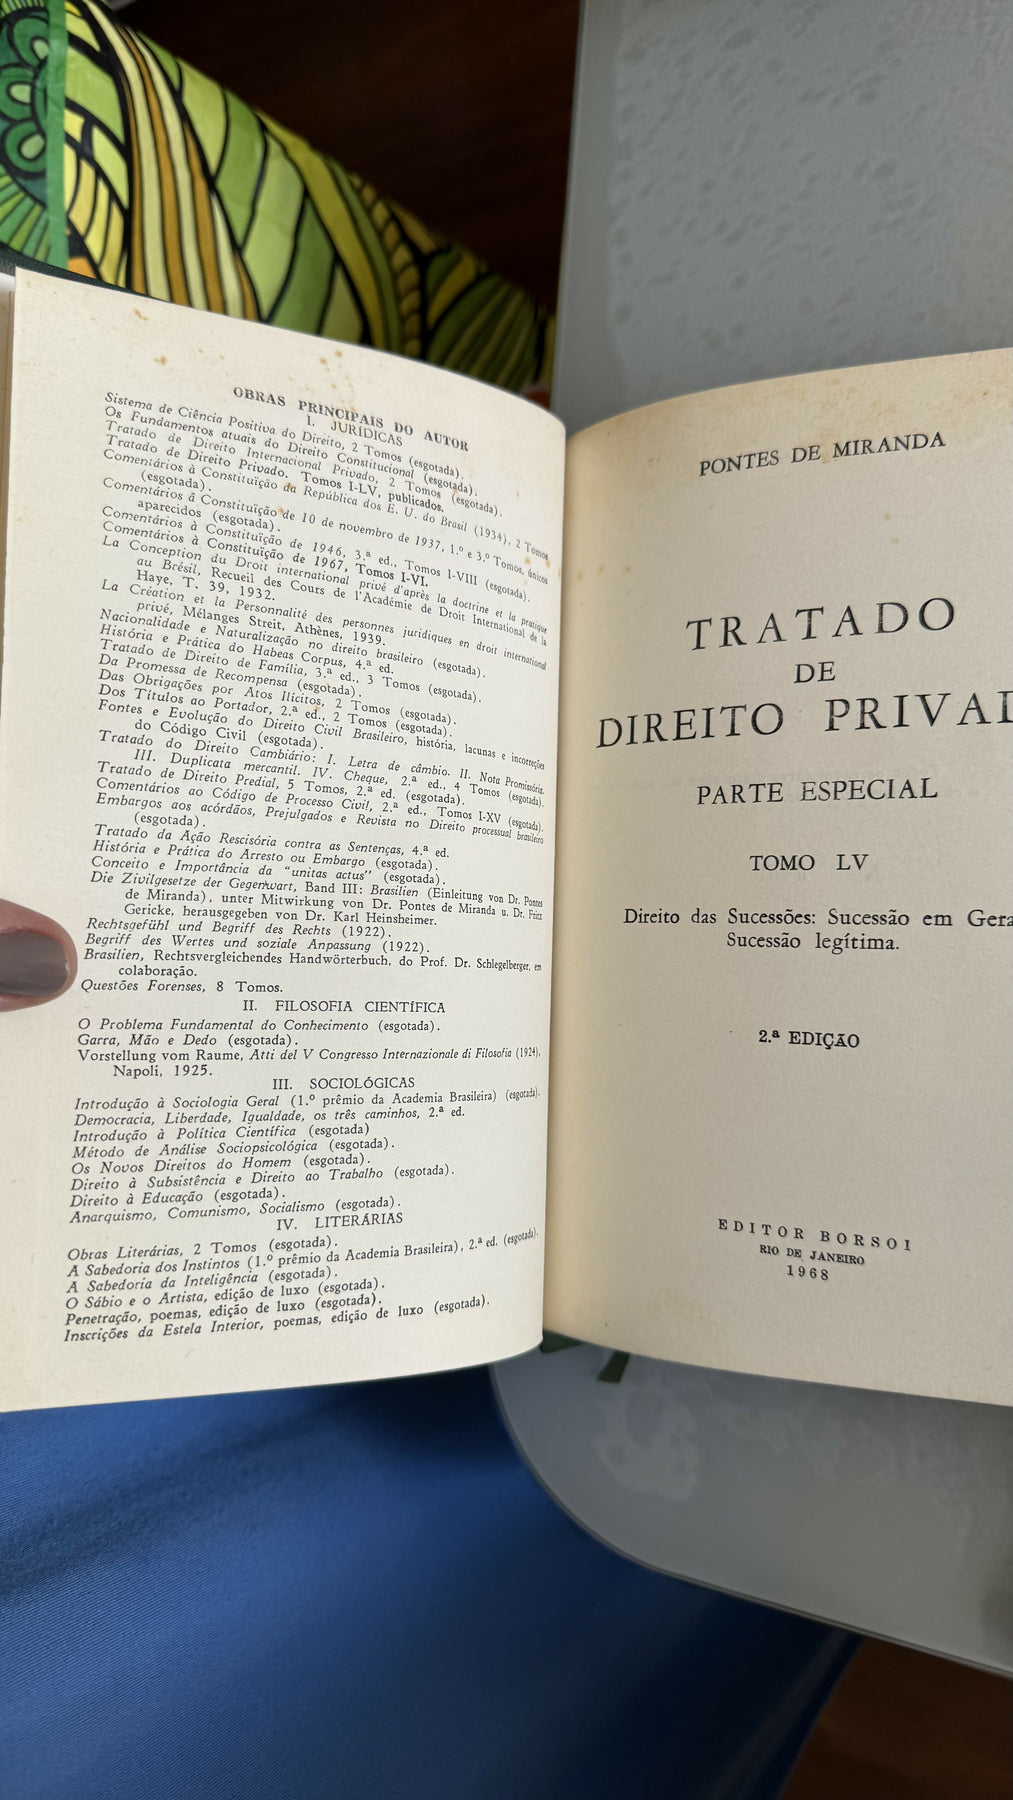 OBRAS PRINCIPAIS DO AUTOR
I. JURÍDICAS
Sistema de Ciência Positiva do Direito, 2 Tomos (esgotada).
Os Fundamentos atuais do Direito Constitucional (esgotada).
Tratado de Direito Internacional Privado, 2 Tomos (esgotada).
Tratado de Direito Privado. Tomos I-LV, publicados.
Comentários à Constituïção da República dos E. U. do Brasil (1934), 2 Tomos
(esgotada).
Comentários â Constituïção de 10 de novembro de 1937, 1.º e 3.º Tomos, únicos
aparecidos (esgotada).
Comentários à Constituïção de 1946, 3.ª ed., Tomos I-VIII (esgotada).
Comentários à Constituïção de 1967, Tomos I-VI.
La Conception du Droit international privé d'après la doctrine et la pratique
au Brésil, Recueil des Cours de l'Académie de Droit International de la
Haye, T. 39, 1932.
La Création et la Personnalité des personnes juridiques en droit international
privé, Mélanges Streit, Athènes, 1939.
Nacionalidade e Naturalização no direito brasileiro (esgotada).
História e Prática do Habeas Corpus, 4.ª ed.
Tratado de Direito de Família, 3.ª ed., 3 Tomos (esgotada).
Da Promessa de Recompensa (esgotada).
Das Obrigações por Atos Ilícitos, 2 Tomos (esgotada).
Dos Títulos ao Portador, 2.ª ed., 2 Tomos (esgotada).
Fontes e Evolução do Direito Civil Brasileiro, história, lacunas e incorreções
do Código Civil (esgotada).
Tratado do Direito Cambiário: I. Letra de câmbio. II. Nota Promissória.
III. Duplicata mercantil. IV. Cheque, 2.ª ed., 4 Tomos (esgotada).
Tratado de Direito Predial, 5 Tomos, 2.ª ed. (esgotada).
Comentários ao Código de Processo Civil, 2.ª ed., Tomos I-XV (esgotada).
Embargos aos acórdãos, Prejulgados e Revista no Direito processual brasileiro
(esgotada).
Tratado da Ação Rescisória contra as Sentenças, 4.ª ed.
História e Prática do Arresto ou Embargo (esgotada).
Conceito e Importância da "unitas actus" (esgotada).
Die Zivilgesetze der Gegenwart, Band III: Brasilien (Einleitung von Dr. Pontes
de Miranda), unter Mitwirkung von Dr. Pontes de Miranda u. Dr. Fritz
Gericke, herausgegeben von Dr. Karl Heinsheimer.
Rechtsgefühl und Begriff des Rechts (1922).
Begriff des Wertes und soziale Anpassung (1922).
Brasilien, Rechtsvergleichendes Handwörterbuch, do Prof. Dr. Schlegelberger, em
colaboração.
Questões Forenses, 8 Tomos.
II. FILOSOFIA CIENTÍFICA
O Problema Fundamental do Conhecimento (esgotada).
Garra, Mão e Dedo (esgotada).
Vorstellung vom Raume, Atti del V Congresso Internazionale di Filosofia (1924),
Napoli, 1925.
III. SOCIOLÓGICAS
Introdução à Sociologia Geral (1.º prêmio da Academia Brasileira) (esgotada).
Democracia, Liberdade, Igualdade, os três caminhos, 2.ª ed.
Introdução à Política Científica (esgotada)
Método de Análise Sociopsicológica (esgotada).
Os Novos Direitos do Homem (esgotada).
Direito à Subsistência e Direito ao Trabalho (esgotada).
Direito à Educação (esgotada).
Anarquismo, Comunismo, Socialismo (esgotada).
IV. LITERÁRIAS
Obras Literárias, 2 Tomos (esgotada).
A Sabedoria dos Instintos (1.º prêmio da Academia Brasileira), 2.ª ed. (esgotada).
A Sabedoria da Inteligência (esgotada).
O Sábio e o Artista, edição de luxo (esgotada).
Penetração, poemas, edição de luxo (esgotada).
Inscrições da Estela Interior, poemas, edição de luxo (esgotada).
PONTES DE MIRANDA
TRATADO
DE
DIREITO PRIVAD
PARTE ESPECIAL
TOMO LV
Direito das Sucessões: Sucessão em Gera
Sucessão legítima.
2.ª EDIÇÃO
EDITOR BORSOI
RIO DE JANEIRO
1968